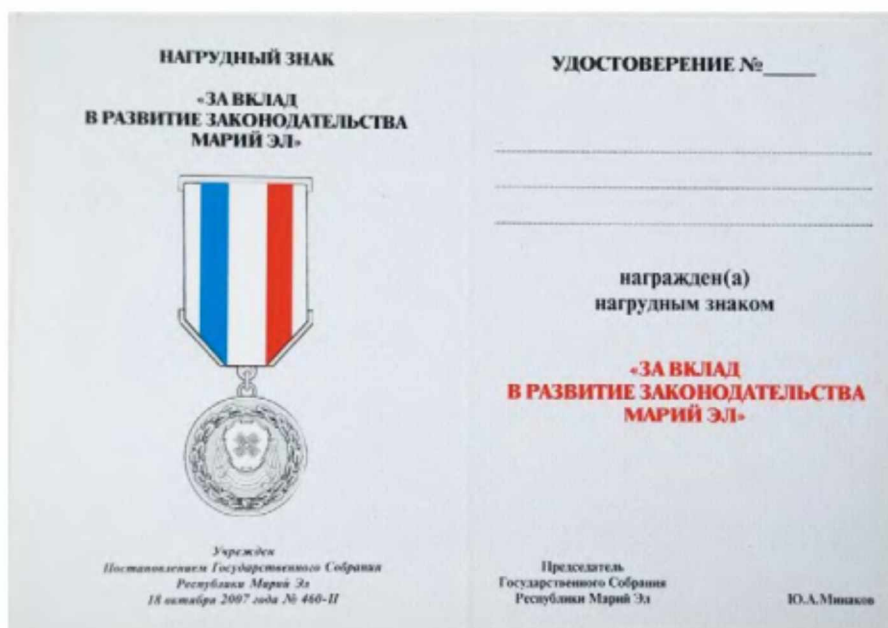 НАГРУДНЫЙ ЗНАК
«ЗА ВКЛАД
В РАЗВИТИЕ ЗАКОНОДАТЕЛЬСТВА
МАРИЙ ЭЛ»
Учрежден
Постановлением Государственного Собрания
Республики Марий Эл
18 октября 2007 года № 460-II
УДОСТОВЕРЕНИЕ №_____
награжден(а)
нагрудным знаком
«ЗА ВКЛАД
В РАЗВИТИЕ ЗАКОНОДАТЕЛЬСТВА
МАРИЙ ЭЛ»
Председатель
Государственного Собрания
Республики Марий Эл Ю.А.Минаков